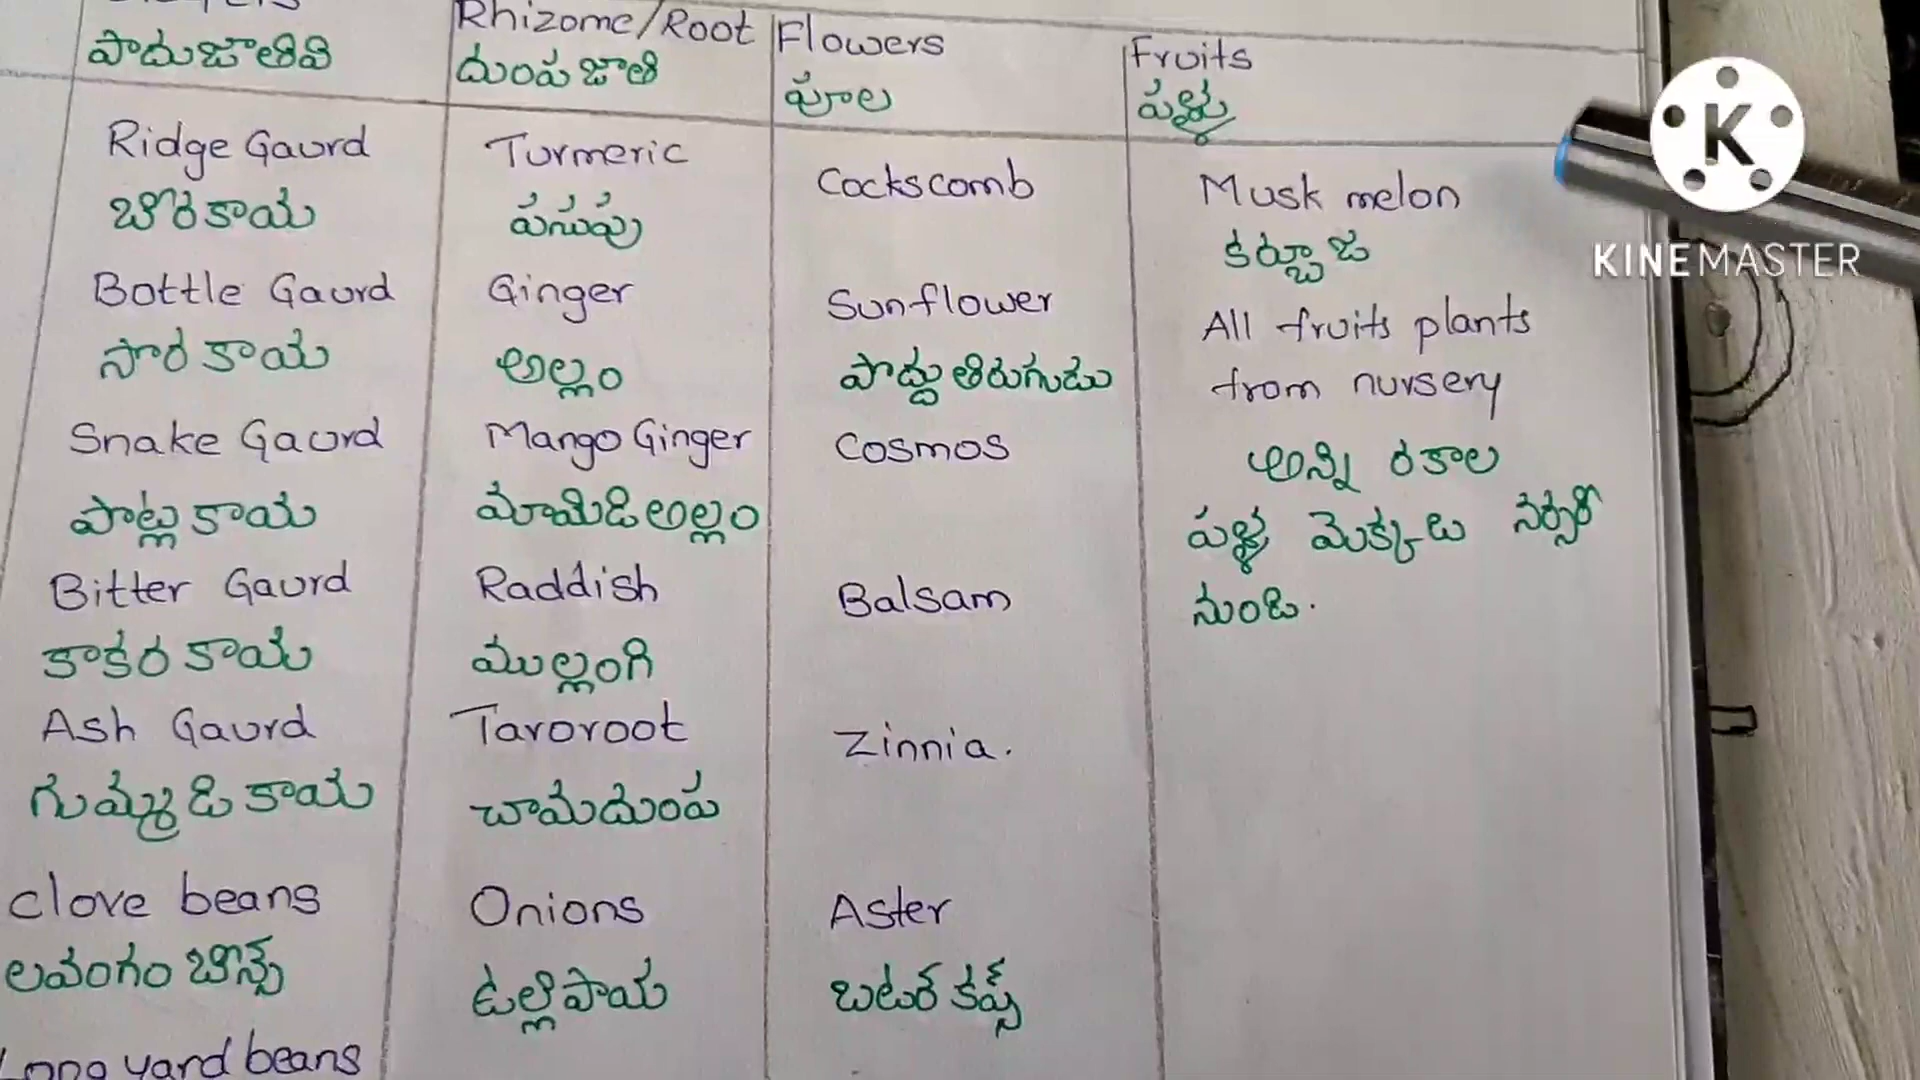 పాదుజాతివి
Ridge Gaurd
బీరకాయ
Bottle Gaurd
సొరకాయ
Snake Gaurd
పొట్లకాయ
Bitter Gaurd
కాకరకాయ
Ash Gaurd
గుమ్మడికాయ
clove beans
లవంగం బీన్స్
Long yard beans
Rhizome/Root
దుంపజాతి
Turmeric
పసుపు
Ginger
అల్లం
Mango Ginger
మామిడిఅల్లం
Raddish
ముల్లంగి
Taroroot
చామదుంప
Onions
ఉల్లిపాయ
Flowers
పూల
Cockscomb
Sunflower
పొద్దుతిరుగుడు
Cosmos
Balsam
Zinnia.
Aster
బటర్ కప్స్
Fruits
పళ్ళు
Musk melon
కర్బూజ
All fruits plants
from nursery
అన్ని రకాల
పళ్ళ మొక్కలు నర్సరీ
నుండి.
K
KINEMASTER